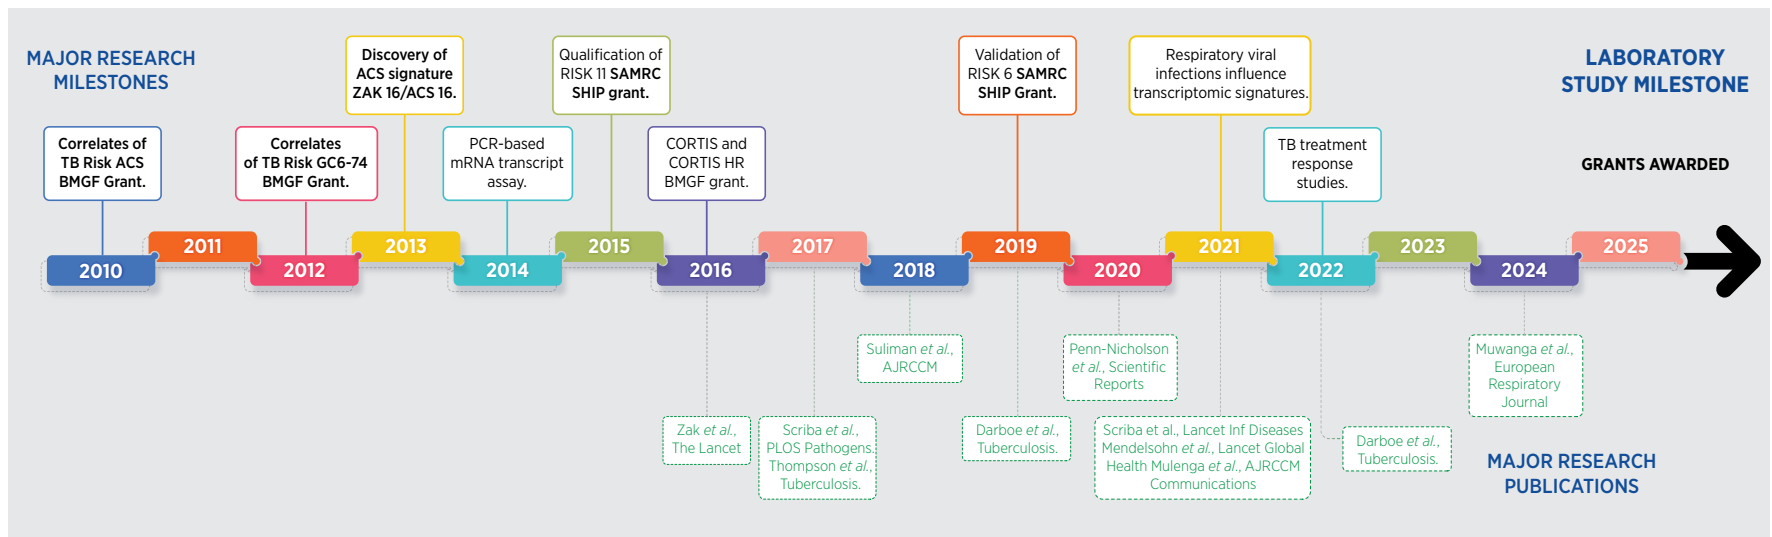 MAJOR RESEARCH
MILESTONES
Correlates of
TB Risk ACS
BMGF Grant.
Correlates
of TB Risk GC6-74
BMGF Grant.
Discovery of
ACS signature
ZAK 16/ACS 16.
PCR-based
mRNA transcript
assay.
Qualification of
RISK 11 SAMRC
SHIP grant.
CORTIS and
CORTIS HR
BMGF grant.
Validation of
RISK 6 SAMRC
SHIP Grant.
Respiratory viral
infections influence
transcriptomic signatures.
TB treatment
response
studies.
LABORATORY
STUDY MILESTONE
GRANTS AWARDED
2010
2011
2012
2013
2014
2015
2016
2017
2018
2019
2020
2021
2022
2023
2024
2025
Zak et al.,
The Lancet
Scriba et al.,
PLOS Pathogens.
Thompson et al.,
Tuberculosis.
Suliman et al.,
AJRCCM
Darboe et al.,
Tuberculosis.
Penn-Nicholson
et al., Scientific
Reports
Scriba et al., Lancet Inf Diseases
Mendelsohn et al., Lancet Global
Health Mulenga et al., AJRCCM
Communications
Darboe et al.,
Tuberculosis.
Muwanga et al.,
European
Respiratory
Journal
MAJOR RESEARCH
PUBLICATIONS